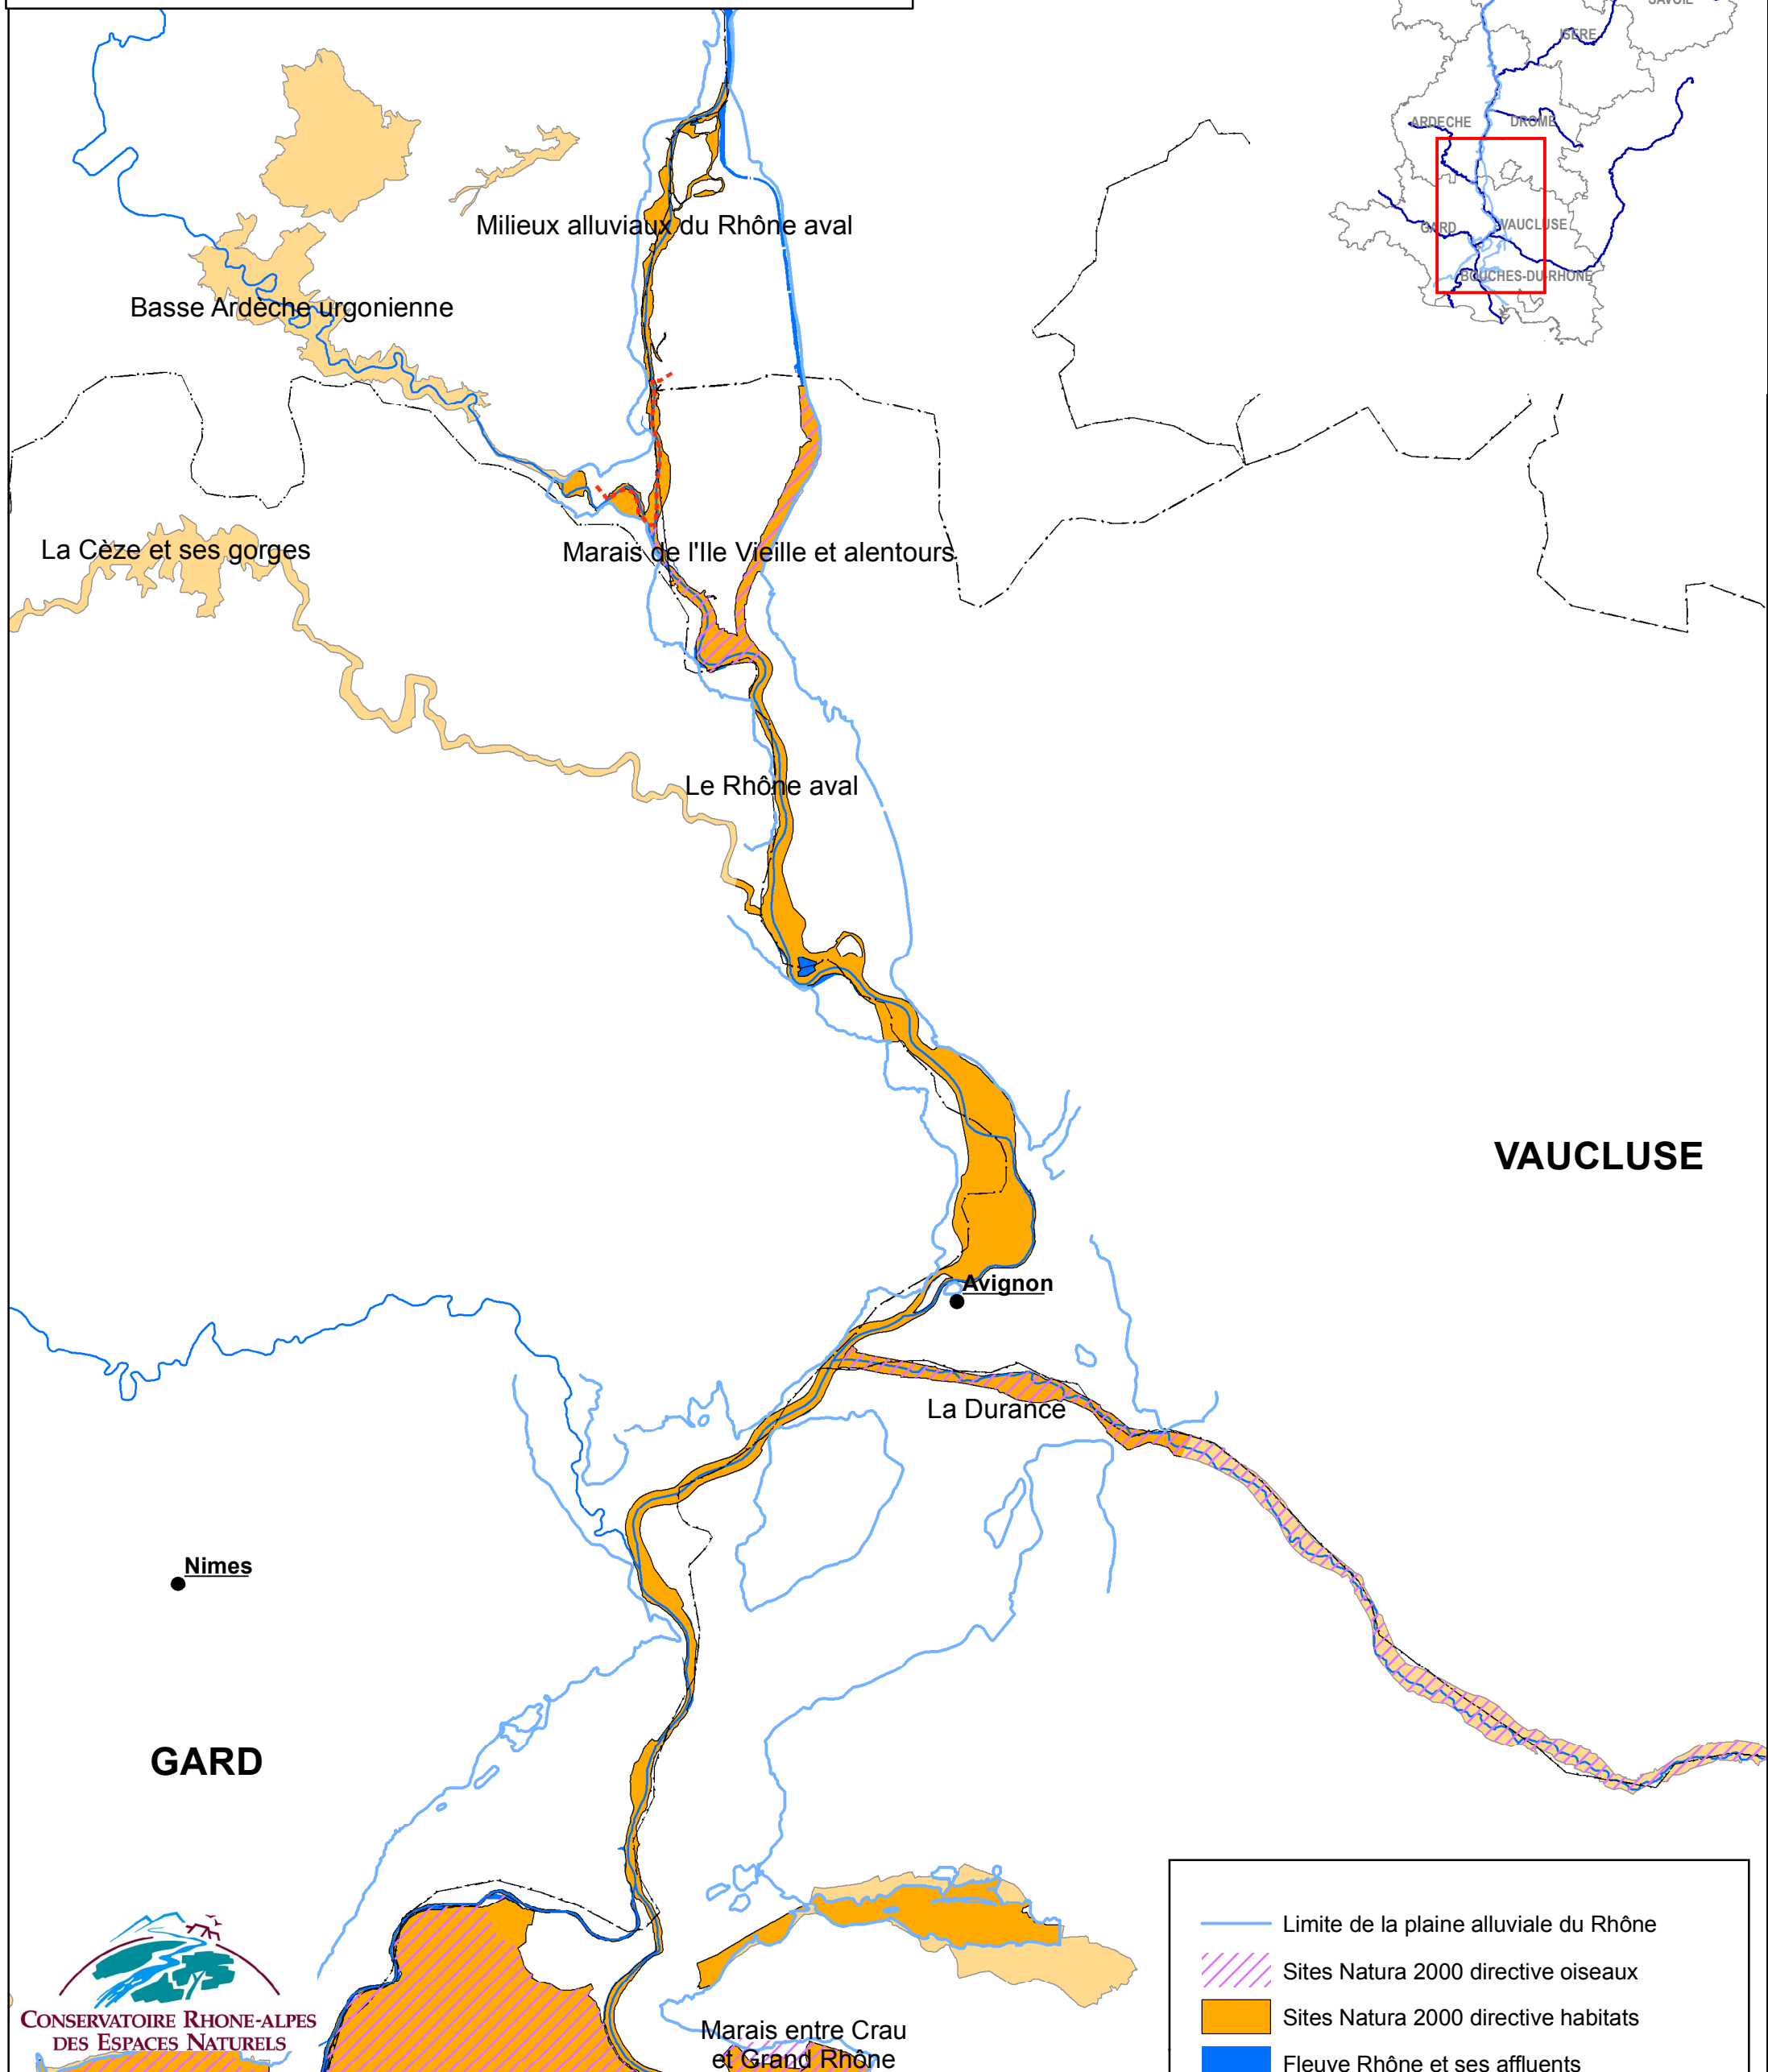 SAVOIE
ISERE
ARDECHE
DROME
GARD
VAUCLUSE
BOUCHES-DU-RHONE
Milieux alluviaux du Rhône aval
Basse Ardèche urgonienne
La Cèze et ses gorges
Marais de l'Ile Vieille et alentours
Le Rhône aval
VAUCLUSE
Avignon
La Durance
Nimes
GARD
CONSERVATOIRE RHONE-ALPES
DES ESPACES NATURELS
Marais entre Crau
et Grand Rhône
Limite de la plaine alluviale du Rhône
Sites Natura 2000 directive oiseaux
Sites Natura 2000 directive habitats
Fleuve Rhône et ses affluents